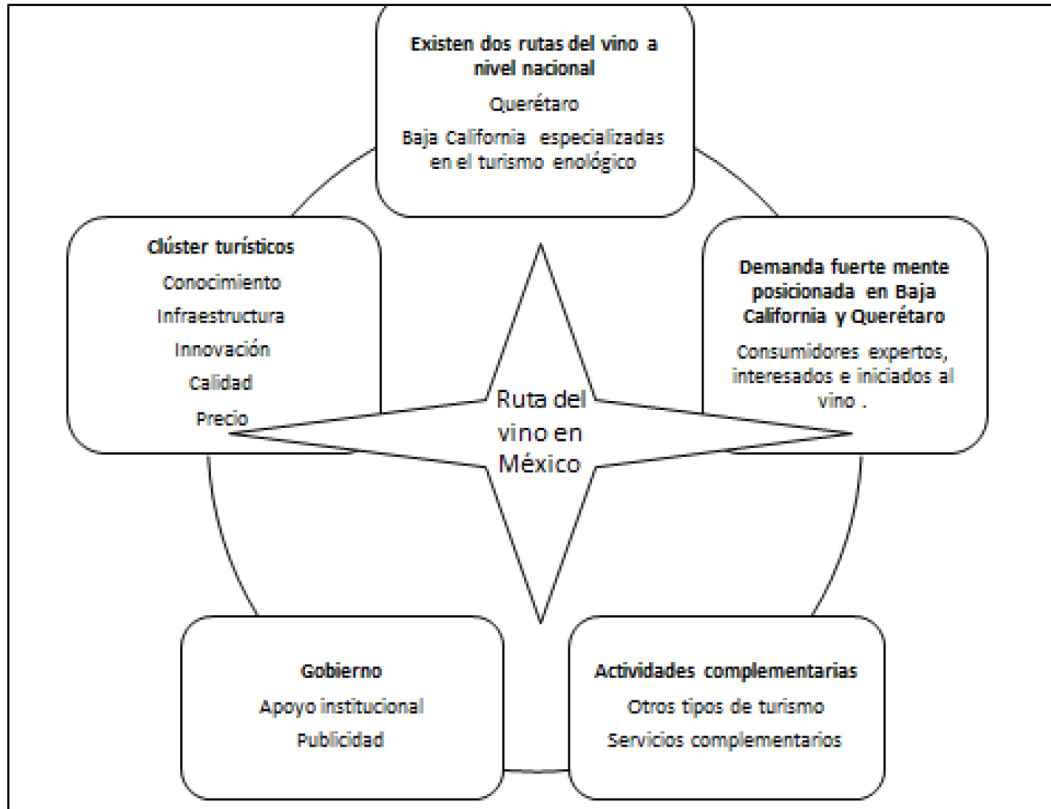 Existen dos rutas del vino a
nivel nacional
Querétaro
Baja California especializadas
en el turismo enológico
Clúster turísticos
Conocimiento
Infraestructura
Innovación
Calidad
Precio
Demanda fuerte mente
posicionada en Baja
California y Querétaro
Consumidores expertos,
interesados e iniciados al
vino .
Ruta del
vino en
México
Gobierno
Apoyo institucional
Publicidad
Actividades complementarias
Otros tipos de turismo
Servicios complementarios